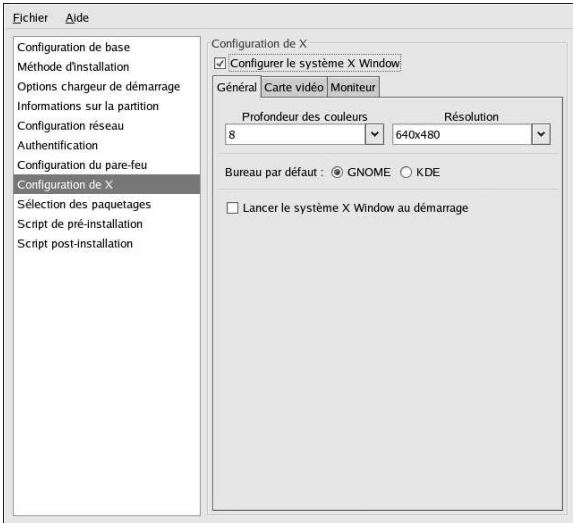 Fichier Aide
Configuration de base
Méthode d'installation
Options chargeur de démarrage
Informations sur la partition
Configuration réseau
Authentification
Configuration du pare-feu
Configuration de X
Sélection des paquetages
Script de pré-installation
Script post-installation
Configuration de X
Configurer le système X Window
Général Carte vidéo Moniteur
Profondeur des couleurs Résolution
8 640x480
Bureau par défaut : GNOME KDE
Lancer le système X Window au démarrage